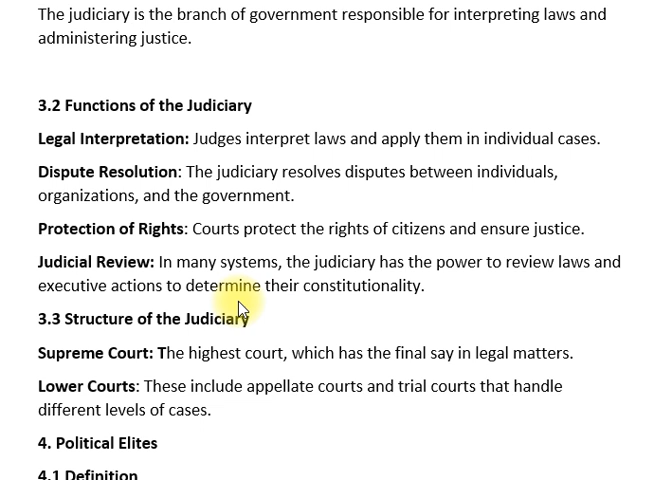 The judiciary is the branch of government responsible for interpreting laws and
administering justice.
3.2 Functions of the Judiciary
Legal Interpretation: Judges interpret laws and apply them in individual cases.
Dispute Resolution: The judiciary resolves disputes between individuals,
organizations, and the government.
Protection of Rights: Courts protect the rights of citizens and ensure justice.
Judicial Review: In many systems, the judiciary has the power to review laws and
executive actions to determine their constitutionality.
3.3 Structure of the Judiciary
Supreme Court: The highest court, which has the final say in legal matters.
Lower Courts: These include appellate courts and trial courts that handle
different levels of cases.
4. Political Elites
4.1 Definition